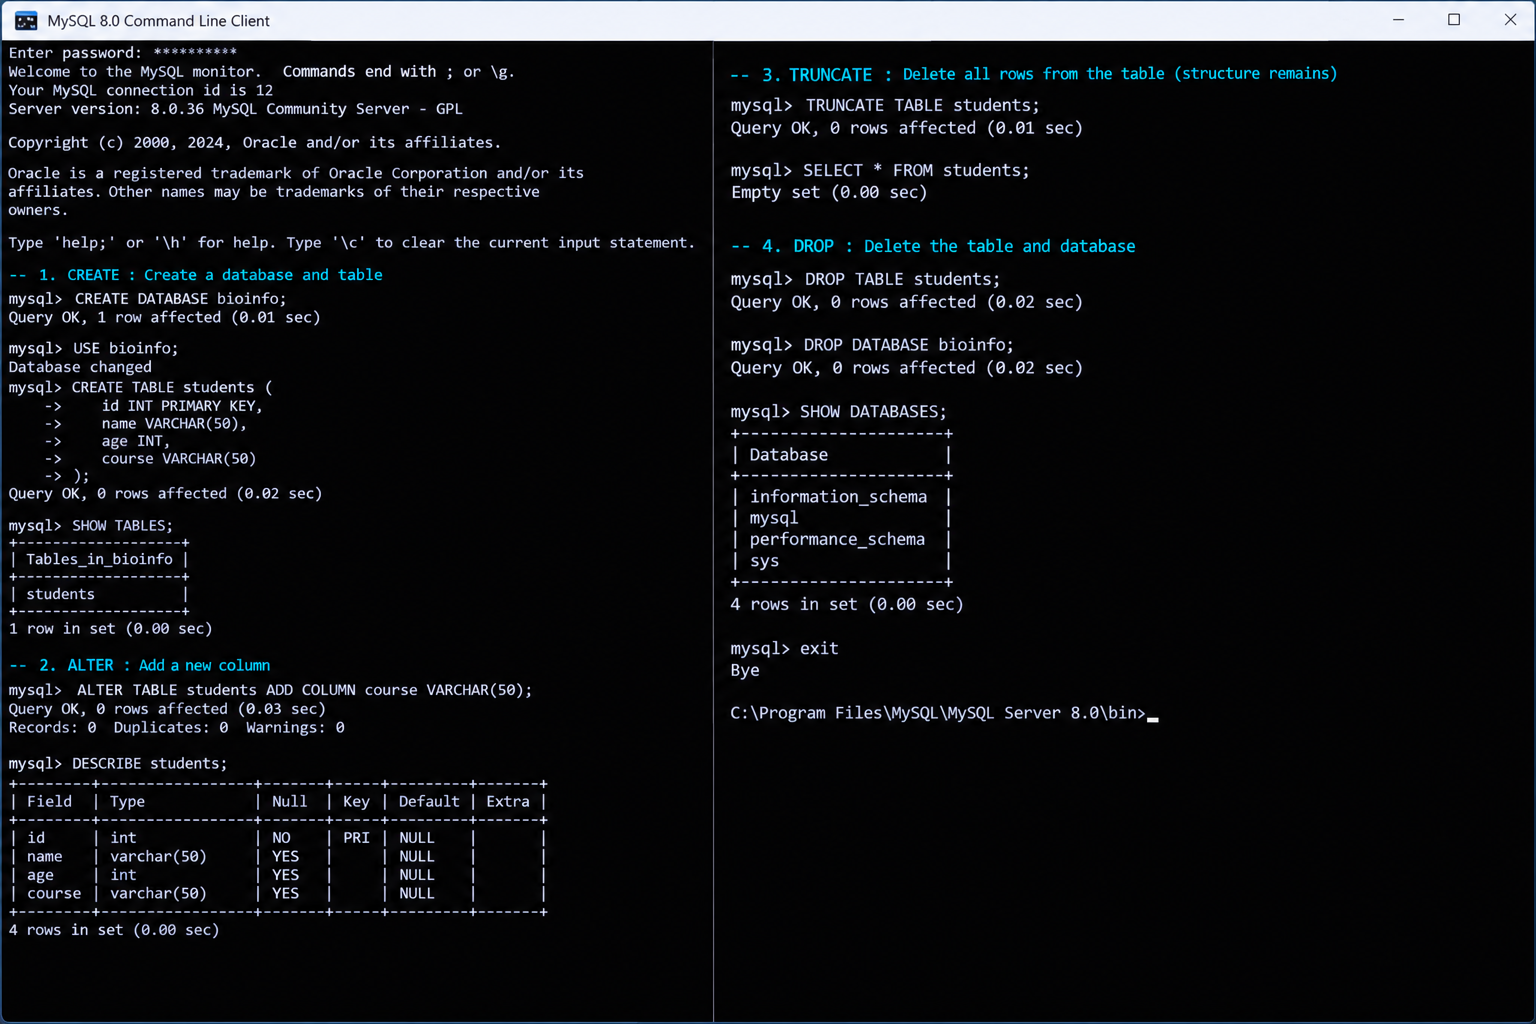 MySQL 8.0 Command Line Client
Enter password: **********
Welcome to the MySQL monitor.  Commands end with ; or \g.
Your MySQL connection id is 12
Server version: 8.0.36 MySQL Community Server - GPL
Copyright (c) 2000, 2024, Oracle and/or its affiliates.
Oracle is a registered trademark of Oracle Corporation and/or its
affiliates. Other names may be trademarks of their respective
owners.
Type 'help;' or '\h' for help. Type '\c' to clear the current input statement.
-- 1. CREATE : Create a database and table
mysql> CREATE DATABASE bioinfo;
Query OK, 1 row affected (0.01 sec)
mysql> USE bioinfo;
Database changed
mysql> CREATE TABLE students (
    ->     id INT PRIMARY KEY,
    ->     name VARCHAR(50),
    ->     age INT,
    ->     course VARCHAR(50)
    -> );
Query OK, 0 rows affected (0.02 sec)
mysql> SHOW TABLES;
+-------------------+
| Tables_in_bioinfo |
+-------------------+
| students          |
+-------------------+
1 row in set (0.00 sec)
-- 2. ALTER : Add a new column
mysql>  ALTER TABLE students ADD COLUMN course VARCHAR(50);
Query OK, 0 rows affected (0.03 sec)
Records: 0  Duplicates: 0  Warnings: 0
mysql> DESCRIBE students;
+--------+-----------------+-------+-----+---------+-------+
| Field  | Type            | Null  | Key | Default | Extra |
+--------+-----------------+-------+-----+---------+-------+
| id     | int             | NO    | PRI | NULL    |       |
| name   | varchar(50)     | YES   |     | NULL    |       |
| age    | int             | YES   |     | NULL    |       |
| course | varchar(50)     | YES   |     | NULL    |       |
+--------+-----------------+-------+-----+---------+-------+
4 rows in set (0.00 sec)
-- 3. TRUNCATE : Delete all rows from the table (structure remains)
mysql>  TRUNCATE TABLE students;
Query OK, 0 rows affected (0.01 sec)
mysql> SELECT * FROM students;
Empty set (0.00 sec)
-- 4. DROP : Delete the table and database
mysql> DROP TABLE students;
Query OK, 0 rows affected (0.02 sec)
mysql> DROP DATABASE bioinfo;
Query OK, 0 rows affected (0.02 sec)
mysql> SHOW DATABASES;
+---------------------+
| Database            |
+---------------------+
| information_schema  |
| mysql               |
| performance_schema  |
| sys                 |
+---------------------+
4 rows in set (0.00 sec)
mysql> exit
Bye
C:\Program Files\MySQL\MySQL Server 8.0\bin>_